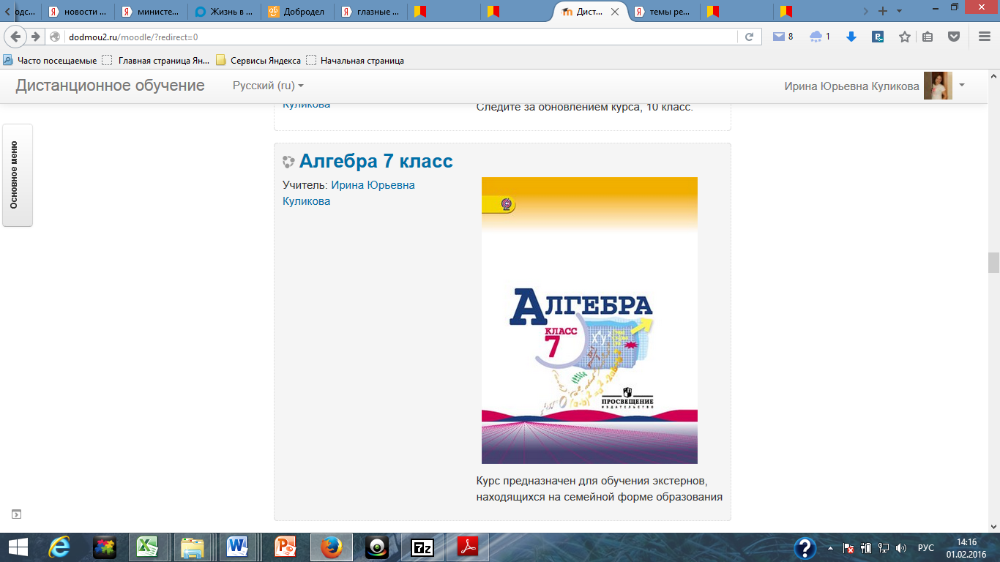 одс...
новости ...
министе...
Жизнь в ...
Добродел
глазные ...
Дист...
темы ре...
dodmou2.ru/moodle/?redirect=0
8
1
Часто посещаемые
Главная страница Ян...
Сервисы Яндекса
Начальная страница
Дистанционное обучение
Русский (ru)
Ирина Юрьевна Куликова
Куликова
Следите за обновлением курса, 10 класс.
Основное меню
Алгебра 7 класс
Учитель: Ирина Юрьевна
Куликова
АЛГЕБРА
КЛАСС
7
xy
ПРОСВЕЩЕНИЕ
ИЗДАТЕЛЬСТВО
Курс предназначен для обучения экстернов,
находящихся на семейной форме образования
7z
РУС
14:16
01.02.2016